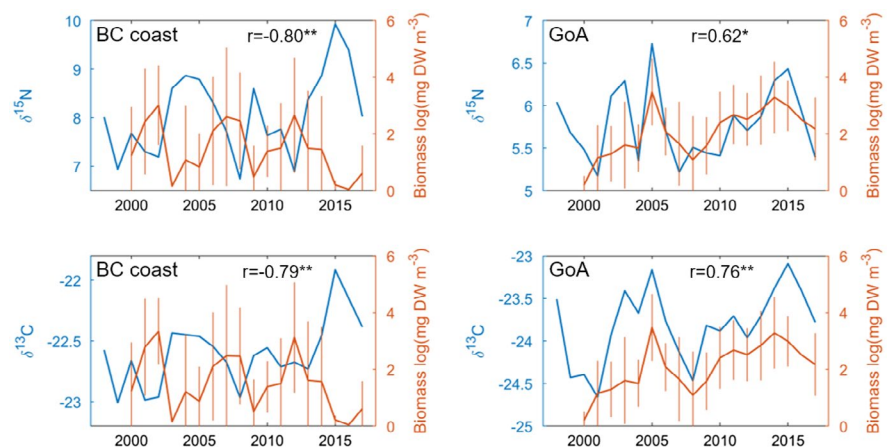 BC coast r=-0.80**
10
9
8
7
δ¹⁵N
6
4
2
0
Biomass log(mg DW m⁻³)
2000 2005 2010 2015
GoA r=0.62*
7
6.5
6
5.5
5
δ¹⁵N
6
4
2
0
Biomass log(mg DW m⁻³)
2000 2005 2010 2015
BC coast r=-0.79**
-22
-22.5
-23
δ¹³C
6
4
2
0
Biomass log(mg DW m⁻³)
2000 2005 2010 2015
GoA r=0.76**
-23
-23.5
-24
-24.5
-25
δ¹³C
6
4
2
0
Biomass log(mg DW m⁻³)
2000 2005 2010 2015